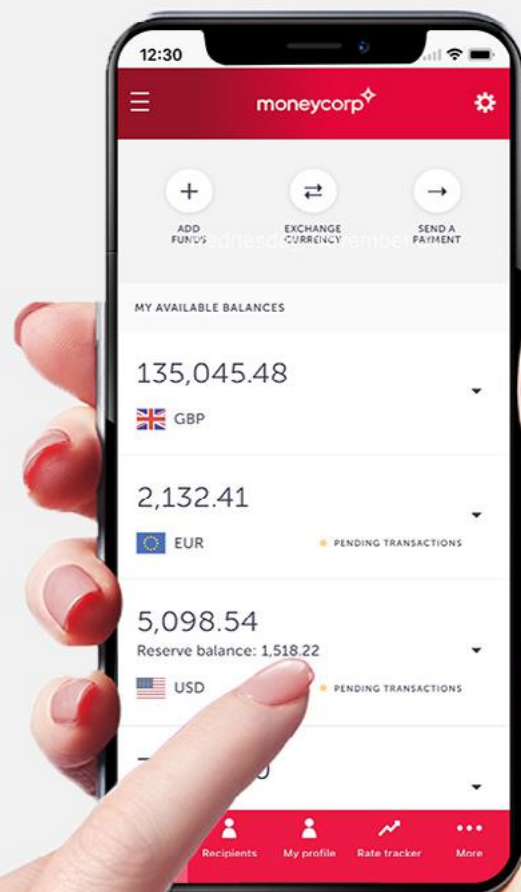 12:30
moneycorp
ADD
FUNDS
EXCHANGE
CURRENCY
SEND A
PAYMENT
MY AVAILABLE BALANCES
135,045.48
GBP
2,132.41
EUR
PENDING TRANSACTIONS
5,098.54
Reserve balance: 1,518.22
USD
PENDING TRANSACTIONS
Recipients
My profile
Rate tracker
More